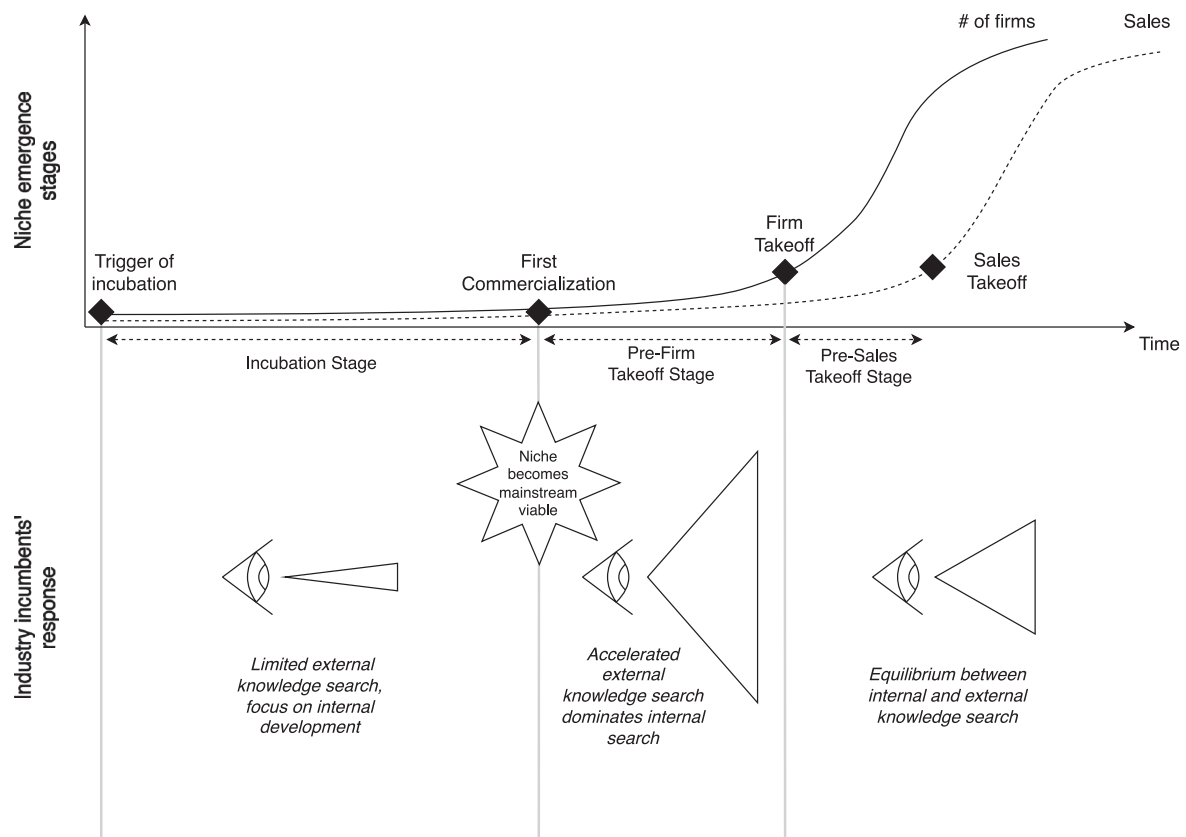 # of firms
Sales
Niche emergence
stages
Trigger of
incubation
First
Commercialization
Firm
Takeoff
Sales
Takeoff
Time
Incubation Stage
Pre-Firm
Takeoff Stage
Pre-Sales
Takeoff Stage
Niche
becomes
mainstream
viable
Industry incumbents'
response
Limited external
knowledge search,
focus on internal
development
Accelerated
external
knowledge search
dominates internal
search
Equilibrium between
internal and external
knowledge search